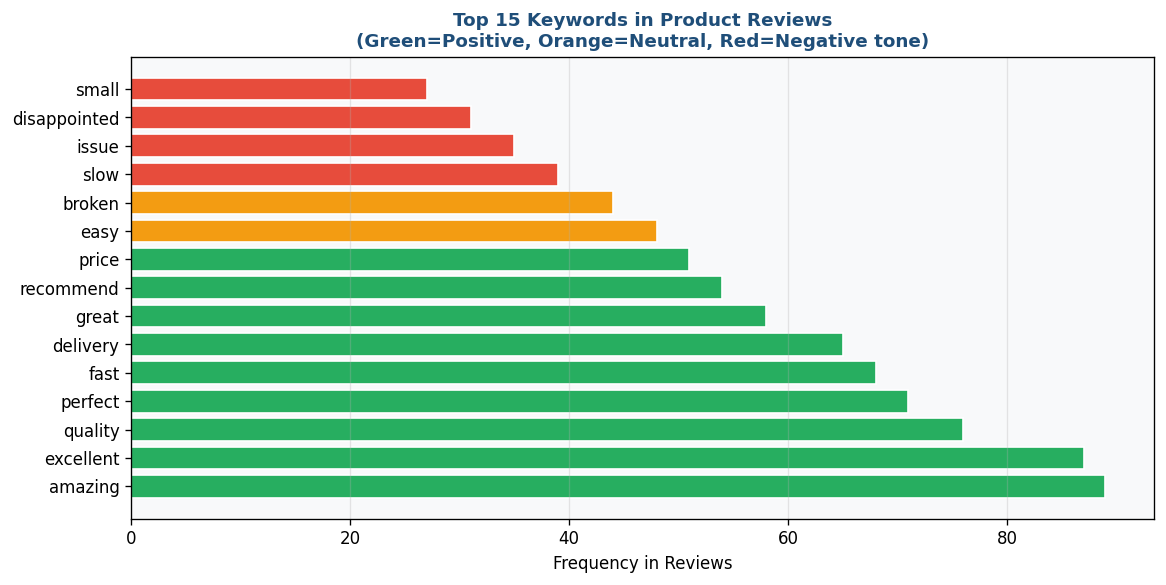 Top 15 Keywords in Product Reviews
(Green=Positive, Orange=Neutral, Red=Negative tone)
small
disappointed
issue
slow
broken
easy
price
recommend
great
delivery
fast
perfect
quality
excellent
amazing
0 20 40 60 80
Frequency in Reviews